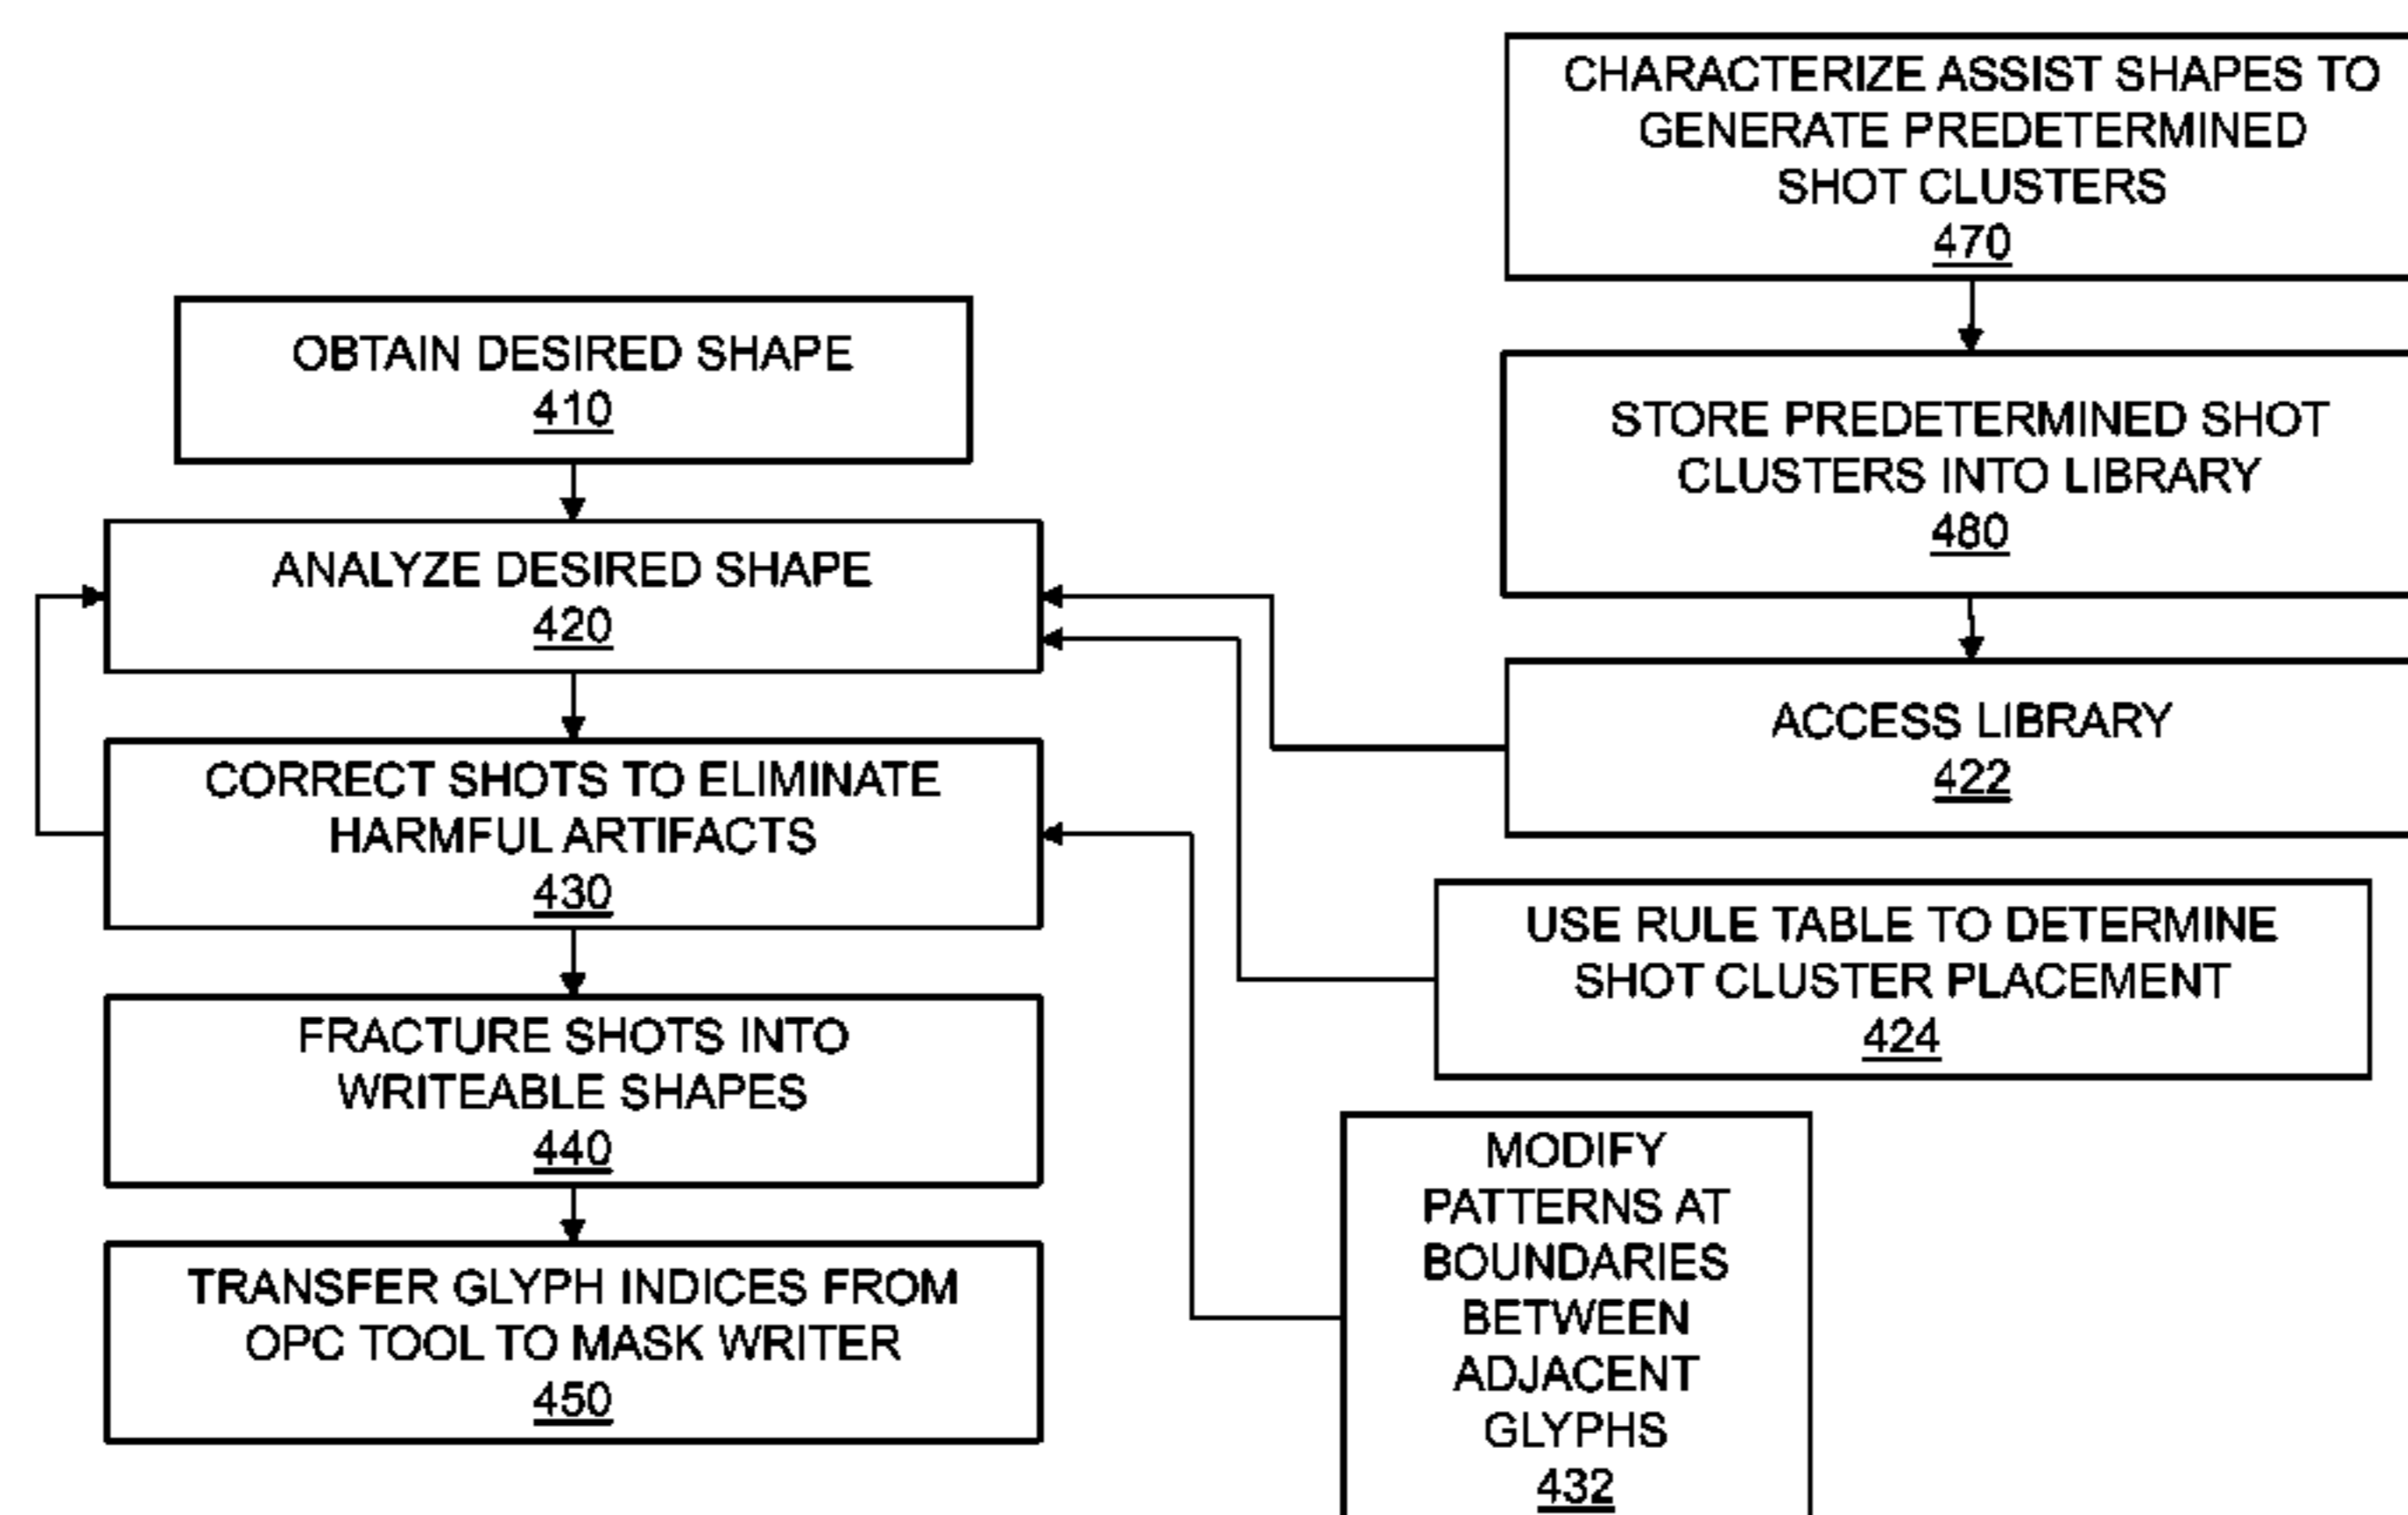 OBTAIN DESIRED SHAPE
410
ANALYZE DESIRED SHAPE
420
CORRECT SHOTS TO ELIMINATE
HARMFUL ARTIFACTS
430
FRACTURE SHOTS INTO
WRITEABLE SHAPES
440
TRANSFER GLYPH INDICES FROM
OPC TOOL TO MASK WRITER
450
CHARACTERIZE ASSIST SHAPES TO
GENERATE PREDETERMINED
SHOT CLUSTERS
470
STORE PREDETERMINED SHOT
CLUSTERS INTO LIBRARY
480
ACCESS LIBRARY
422
USE RULE TABLE TO DETERMINE
SHOT CLUSTER PLACEMENT
424
MODIFY
PATTERNS AT
BOUNDARIES
BETWEEN
ADJACENT
GLYPHS
432